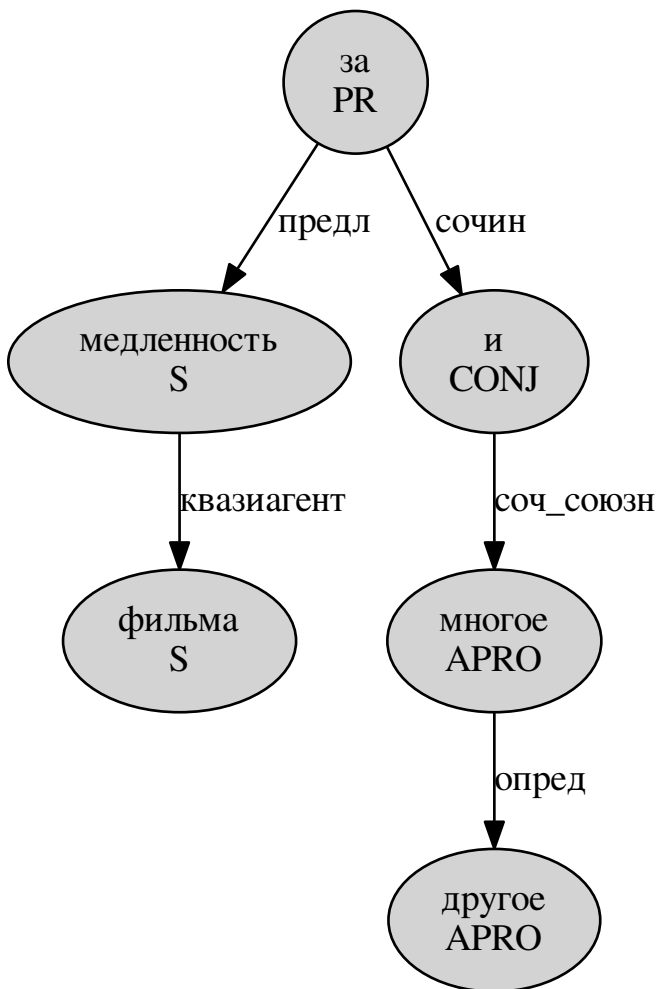 за
PR
предл
сочин
медленность
S
и
CONJ
квазиагент
соч_союзн
фильма
S
многое
APRO
опред
другое
APRO